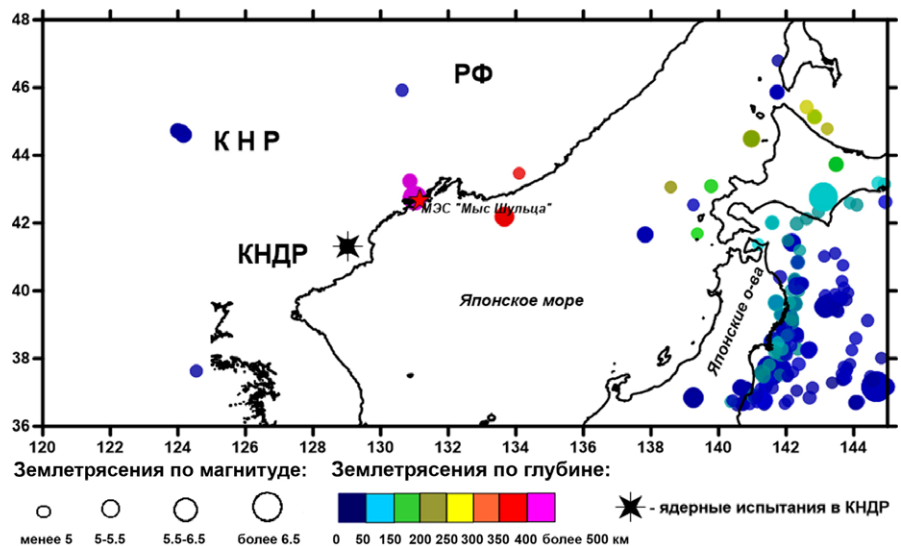 48
46
44
42
40
38
36
РФ
К Н Р
МЭС "Мыс Шульца"
КНДР
Японское море
Японские о-ва
120 122 124 126 128 130 132 134 136 138 140 142 144
Землетрясения по магнитуде: Землетрясения по глубине:
менее 5 5-5.5 5.5-6.5 более 6.5
0 50 150 200 250 300 350 400 более 500 км
- ядерные испытания в КНДР